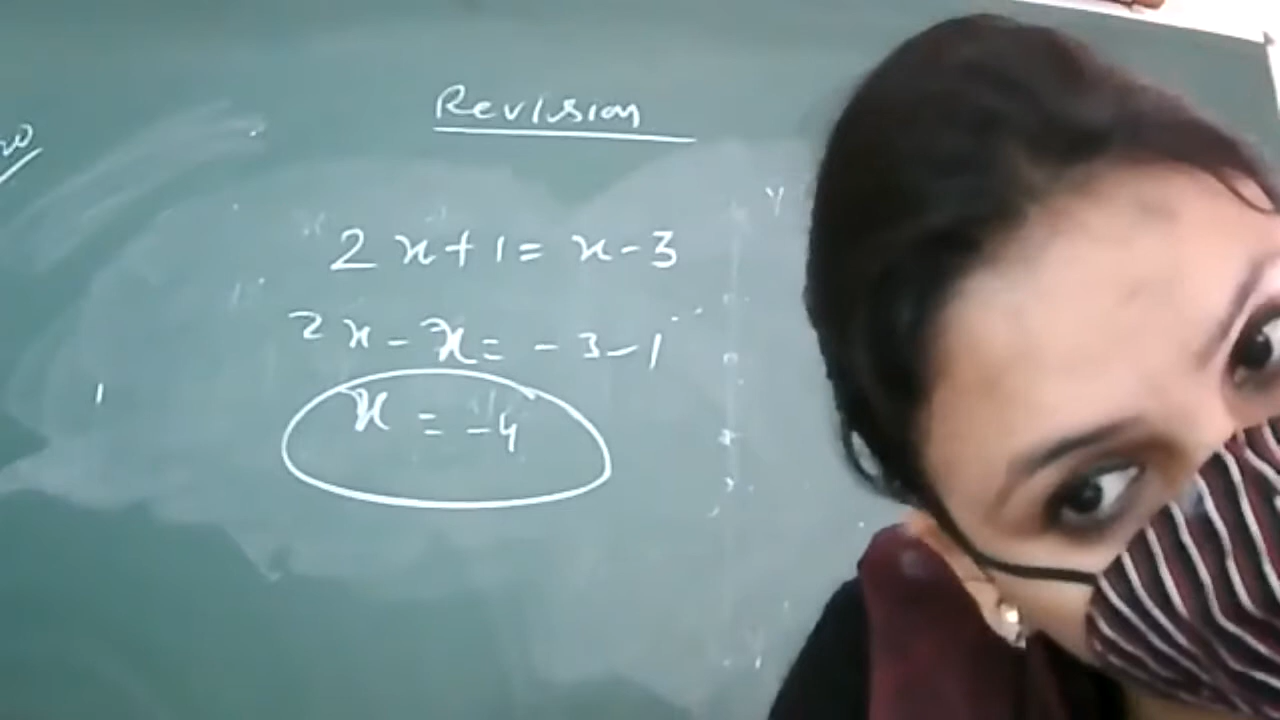 Revision
2x+1=x-3
2x-x=-3-1
x=-4